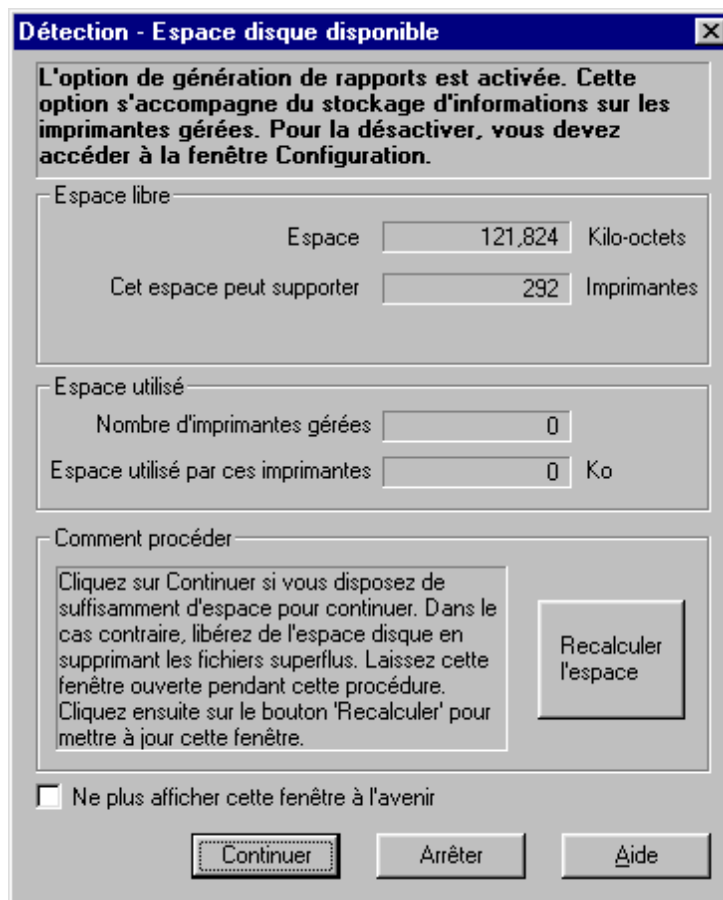 Détection - Espace disque disponible
L'option de génération de rapports est activée. Cette
option s'accompagne du stockage d'informations sur les
imprimantes gérées. Pour la désactiver, vous devez
accéder à la fenêtre Configuration.
Espace libre
Espace 121,824 Kilo-octets
Cet espace peut supporter 292 Imprimantes
Espace utilisé
Nombre d'imprimantes gérées 0
Espace utilisé par ces imprimantes 0 Ko
Comment procéder
Cliquez sur Continuer si vous disposez de
suffisamment d'espace pour continuer. Dans le
cas contraire, libérez de l'espace disque en
supprimant les fichiers superflus. Laissez cette
fenêtre ouverte pendant cette procédure.
Cliquez ensuite sur le bouton 'Recalculer' pour
mettre à jour cette fenêtre.
Recalculer
l'espace
Ne plus afficher cette fenêtre à l'avenir
Continuer Arrêter Aide